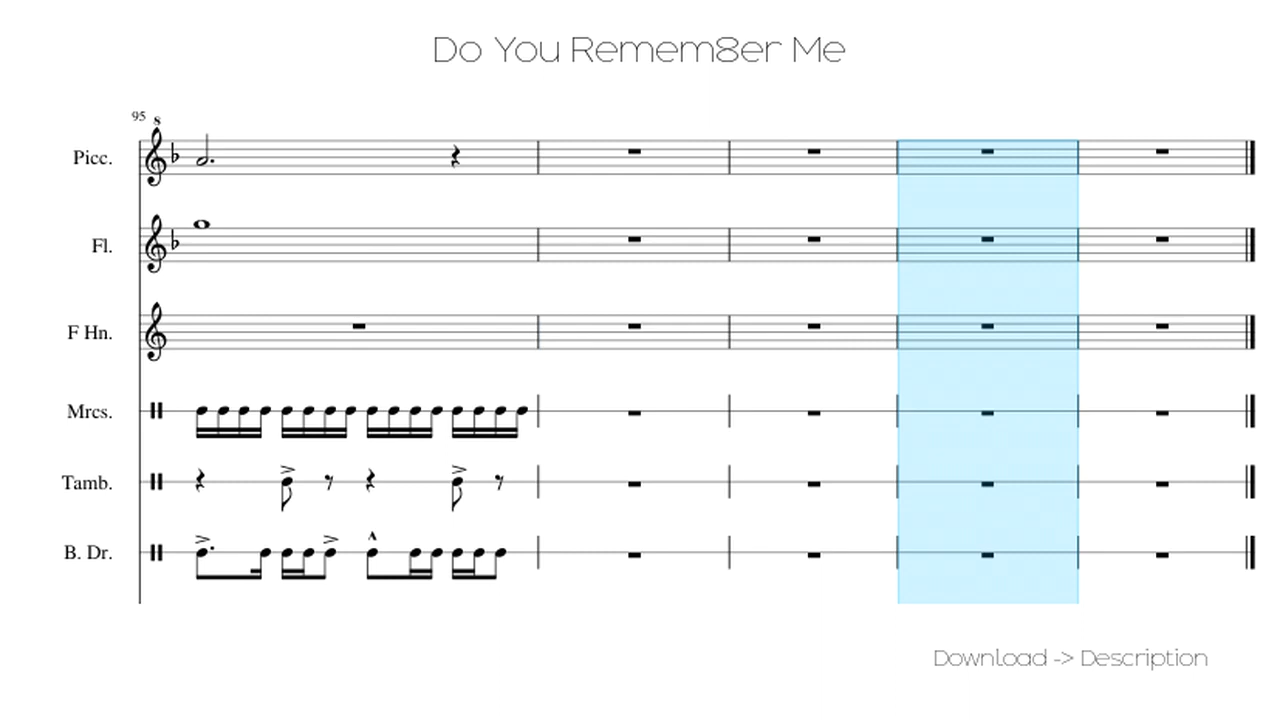 Do You Remem8er Me
95
8
Picc.
Fl.
F Hn.
Mrcs.
Tamb.
B. Dr.
Download -> Description